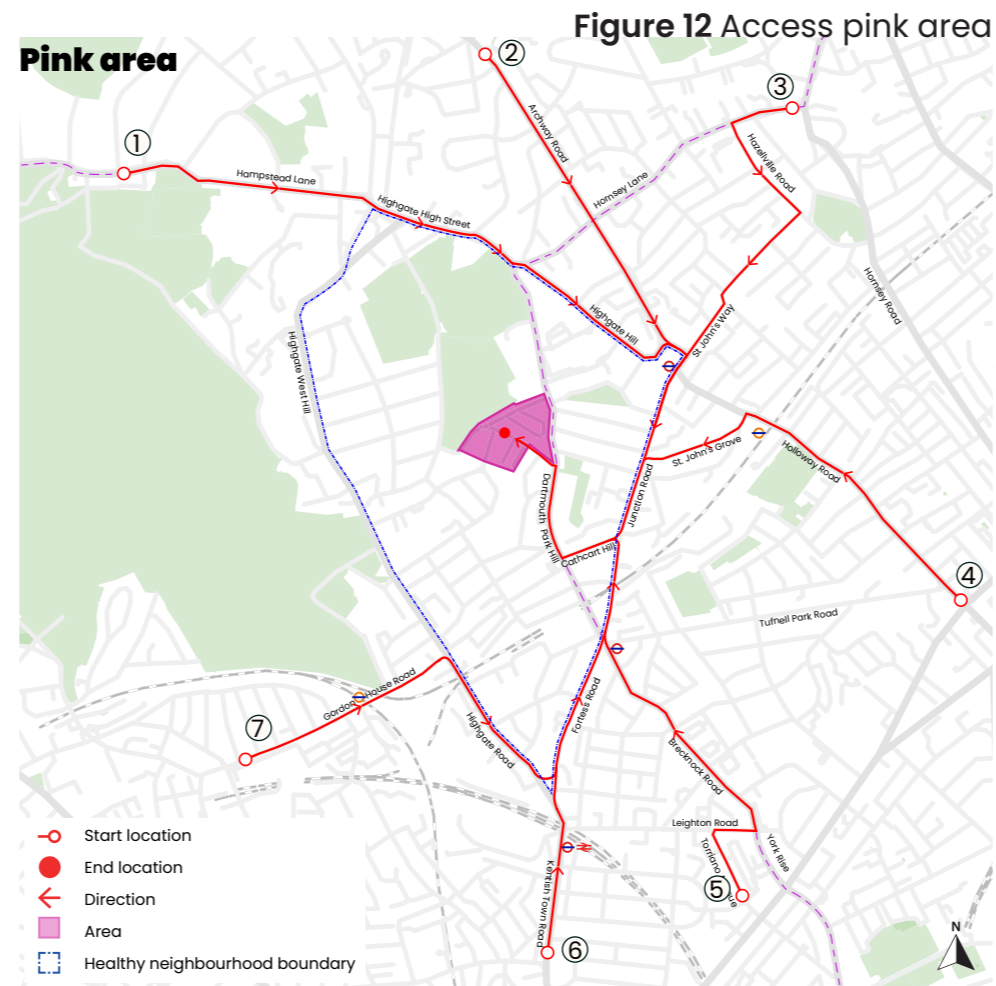 Figure 12 Access pink area
Pink area
②
③
①
Archway Road
Hazellville Road
Hampstead Lane
Hornsey Lane
Highgate High Street
Hornsey Road
Highgate Hill
St John's Way
Highgate West Hill
St. John's Grove
Holloway Road
Junction Road
Dartmouth Park Hill
Cathcart Hill
④
Tufnell Park Road
Gordon House Road
Fortess Road
⑦
Highgate Road
Brecknock Road
Leighton Road
York Rise
Kentish Town Road
⑤
⑥
Start location
End location
Direction
Area
Healthy neighbourhood boundary
N